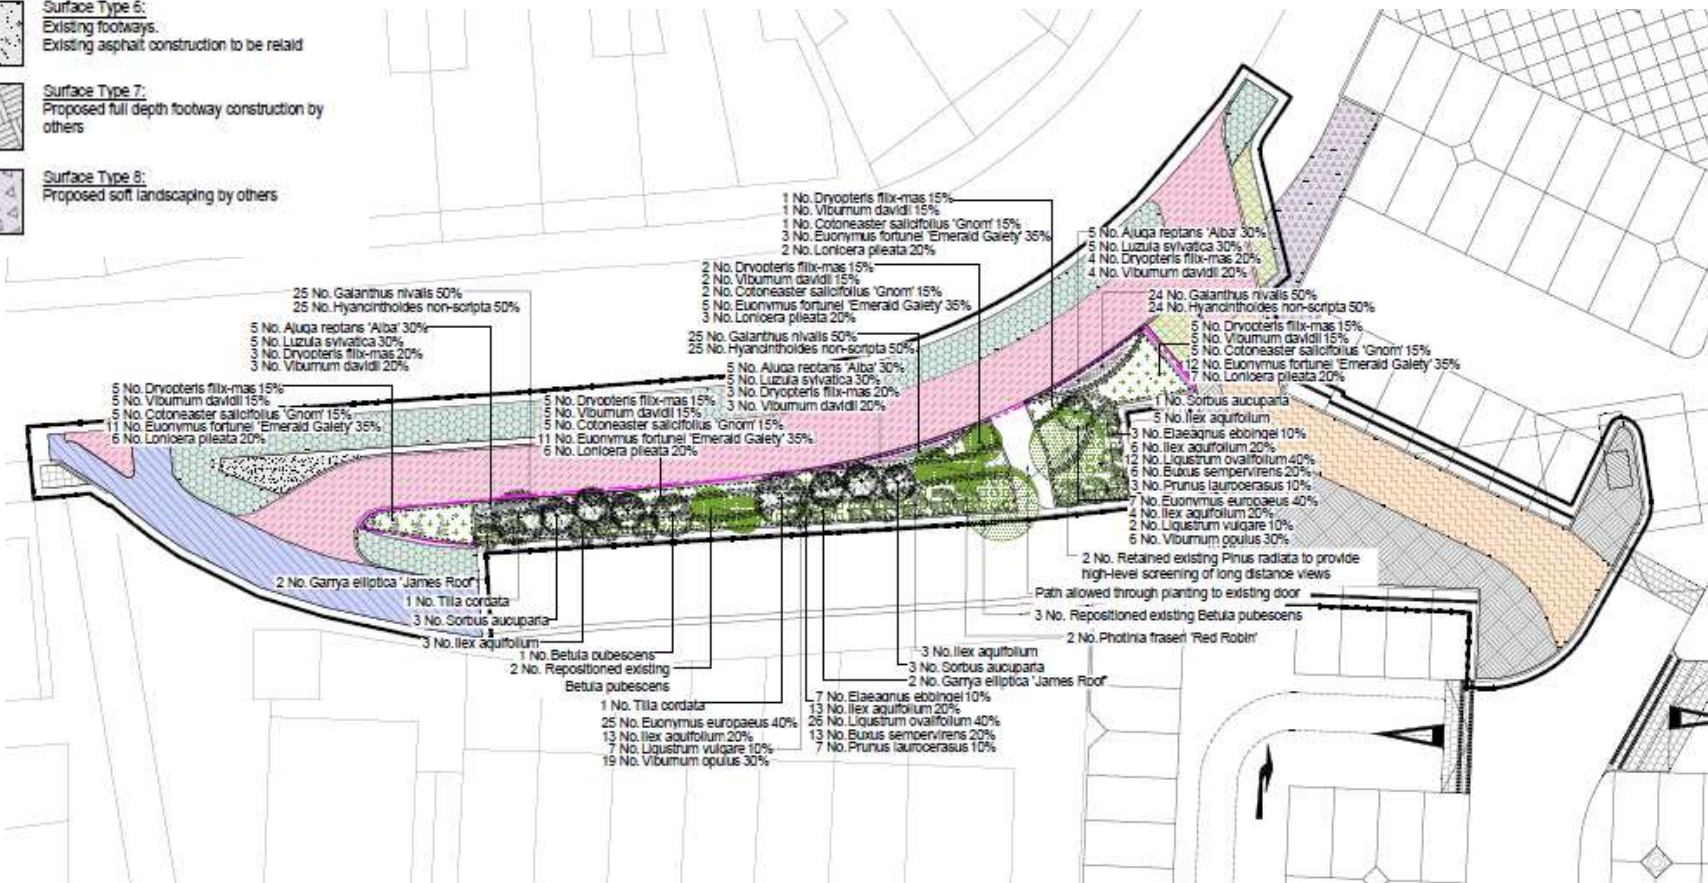 Surface Type 6:
Existing footways.
Existing asphalt construction to be relaid
Surface Type 7:
Proposed full depth footway construction by
others
Surface Type 8:
Proposed soft landscaping by others
1 No. Dryopteris filix-mas 15%
1 No. Viburnum davidii 15%
1 No. Cotoneaster salicifolius 'Gnom' 15%
3 No. Euonymus fortunei 'Emerald Gaiety' 35%
2 No. Lonicera pileata 20%
5 No. Ajuga reptans 'Alba' 30%
5 No. Luzula sylvatica 30%
4 No. Dryopteris filix-mas 20%
4 No. Viburnum davidii 20%
2 No. Dryopteris filix-mas 15%
2 No. Viburnum davidii 15%
2 No. Cotoneaster salicifolius 'Gnom' 15%
5 No. Euonymus fortunei 'Emerald Gaiety' 35%
3 No. Lonicera pileata 20%
25 No. Galanthus nivalis 50%
25 No. Hyancinthoides non-scripta 50%
24 No. Galanthus nivalis 50%
24 No. Hyancinthoides non-scripta 50%
5 No. Ajuga reptans 'Alba' 30%
5 No. Luzula sylvatica 30%
3 No. Dryopteris filix-mas 20%
3 No. Viburnum davidii 20%
25 No. Galanthus nivalis 50%
25 No. Hyancinthoides non-scripta 50%
5 No. Dryopteris filix-mas 15%
5 No. Viburnum davidii 15%
5 No. Cotoneaster salicifolius 'Gnom' 15%
12 No. Euonymus fortunei 'Emerald Gaiety' 35%
7 No. Lonicera pileata 20%
5 No. Ajuga reptans 'Alba' 30%
5 No. Luzula sylvatica 30%
3 No. Dryopteris filix-mas 20%
3 No. Viburnum davidii 20%
5 No. Dryopteris filix-mas 15%
5 No. Viburnum davidii 15%
5 No. Cotoneaster salicifolius 'Gnom' 15%
11 No. Euonymus fortunei 'Emerald Gaiety' 35%
6 No. Lonicera pileata 20%
5 No. Dryopteris filix-mas 15%
5 No. Viburnum davidii 15%
5 No. Cotoneaster salicifolius 'Gnom' 15%
11 No. Euonymus fortunei 'Emerald Gaiety' 35%
6 No. Lonicera pileata 20%
1 No. Sorbus aucuparia
5 No. Ilex aquifolium
3 No. Elaeagnus ebbingei 10%
6 No. Ilex aquifolium 20%
12 No. Ligustrum ovalifolium 40%
6 No. Buxus sempervirens 20%
3 No. Prunus laurocerasus 10%
7 No. Euonymus europaeus 40%
4 No. Ilex aquifolium 20%
2 No. Ligustrum vulgare 10%
6 No. Viburnum opulus 30%
2 No. Retained existing Pinus radiata to provide
high-level screening of long distance views
Path allowed through planting to existing door
3 No. Repositioned existing Betula pubescens
2 No. Photinia fraseri 'Red Robin'
2 No. Garrya elliptica 'James Roof'
1 No. Tilia cordata
3 No. Sorbus aucuparia
3 No. Ilex aquifolium
1 No. Betula pubescens
2 No. Repositioned existing
Betula pubescens
1 No. Tilia cordata
25 No. Euonymus europaeus 40%
13 No. Ilex aquifolium 20%
7 No. Ligustrum vulgare 10%
19 No. Viburnum opulus 30%
3 No. Ilex aquifolium
3 No. Sorbus aucuparia
2 No. Garrya elliptica 'James Roof'
7 No. Elaeagnus ebbingei 10%
13 No. Ilex aquifolium 20%
26 No. Ligustrum ovalifolium 40%
13 No. Buxus sempervirens 20%
7 No. Prunus laurocerasus 10%